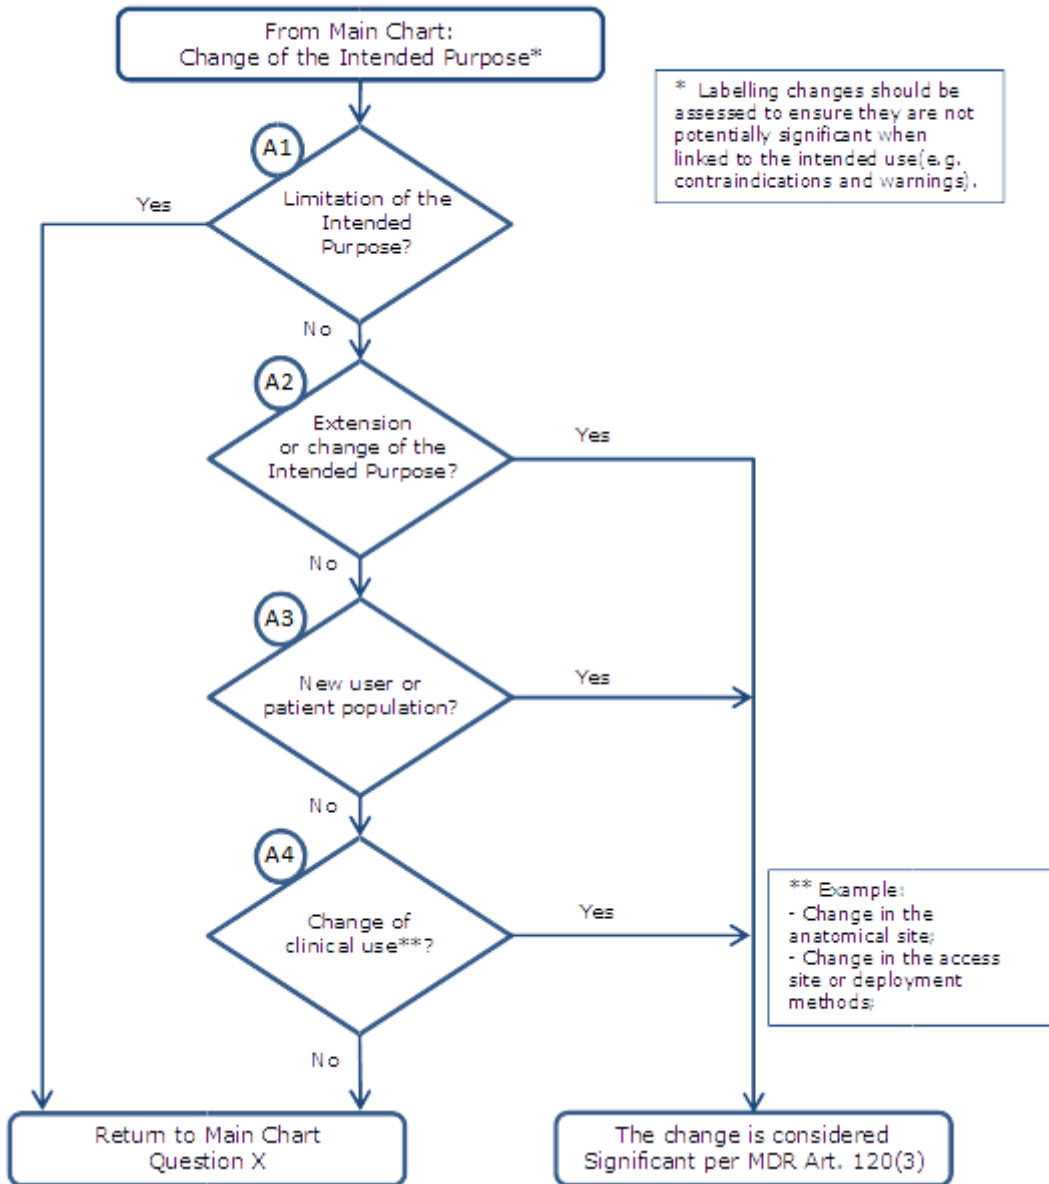 From Main Chart:
Change of the Intended Purpose*
* Labelling changes should be
assessed to ensure they are not
potentially significant when
linked to the intended use(e.g.
contraindications and warnings).
A1
Limitation of the
Intended
Purpose?
Yes
No
A2
Extension
or change of the
Intended Purpose?
Yes
No
A3
New user or
patient population?
Yes
No
A4
Change of
clinical use**?
Yes
No
** Example:
- Change in the
anatomical site;
- Change in the access
site or deployment
methods;
Return to Main Chart
Question X
The change is considered
Significant per MDR Art. 120(3)